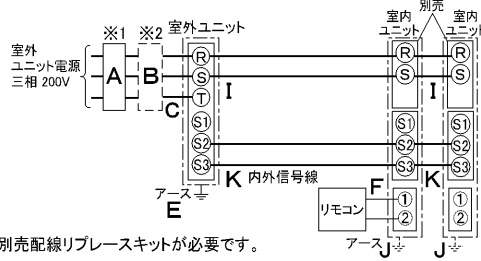 別売
※1 ※2 室外ユニット 室内ユニット 室内ユニット
室外
ユニット電源
三相 200V
A B C
R S T S1 S2 S3
I
R S S1 S2 S3
I
R S S1 S2 S3
K 内外信号線 F K
アース
E
リモコン
① ②
① ②
アース J J
別売配線リプレースキットが必要です。